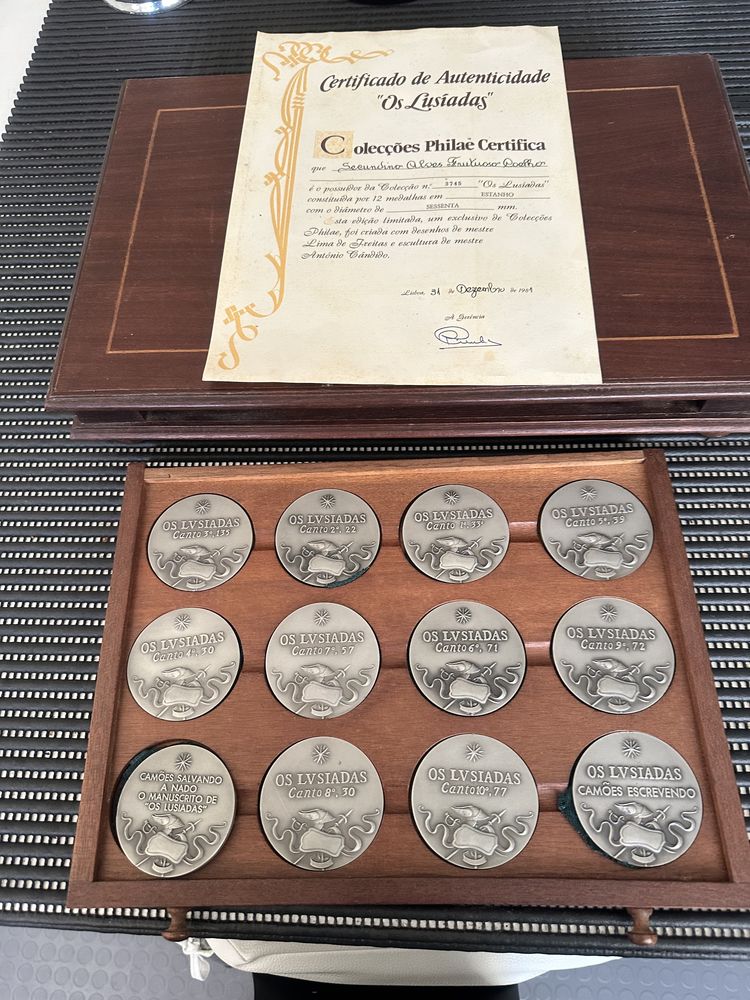 Certificado de Autenticidade
"Os Lusíadas"
Colecções Philae Certifica
que Secundino Alves Frutuoso Coelho
é o possuidor da Colecção n.º 3745 "Os Lusíadas"
constituída por 12 medalhas em ESTANHO
com o diâmetro de SESSENTA mm.
Esta edição limitada, um exclusivo de Colecções
Philae, foi criada com desenhos de mestre
Lima de Freitas e escultura de mestre
António Cândido.
Lisboa, 31 de Dezembro de 1981
A Gerência
OS LVSIADAS
Canto 3º, 135
OS LVSIADAS
Canto 2º, 22
OS LVSIADAS
Canto 1º, 33
OS LVSIADAS
Canto 5º, 39
OS LVSIADAS
Canto 4º, 30
OS LVSIADAS
Canto 7º, 57
OS LVSIADAS
Canto 6º, 71
OS LVSIADAS
Canto 9º, 72
CAMÕES SALVANDO
A NADO
O MANUSCRITO DE
"OS LUSIADAS"
OS LVSIADAS
Canto 8º, 30
OS LVSIADAS
Canto 10º, 77
OS LVSIADAS
CAMÕES ESCREVENDO